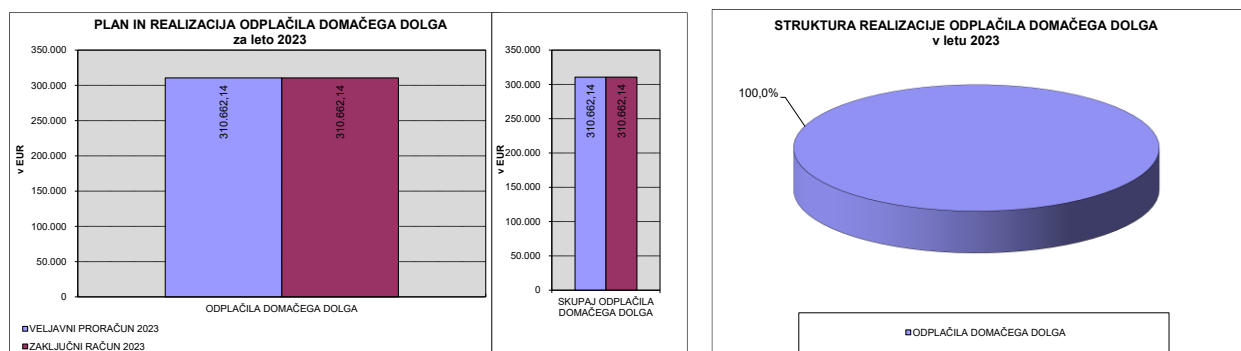 PLAN IN REALIZACIJA ODPLAČILA DOMAČEGA DOLGA
za leto 2023
350.000
300.000
250.000
200.000
150.000
100.000
50.000
0
v EUR
310.662,14
310.662,14
ODPLAČILA DOMAČEGA DOLGA
VELJAVNI PRORAČUN 2023
ZAKLJUČNI RAČUN 2023
350.000
300.000
250.000
200.000
150.000
100.000
50.000
0
v EUR
310.662,14
310.662,14
SKUPAJ ODPLAČILA
DOMAČEGA DOLGA
STRUKTURA REALIZACIJE ODPLAČILA DOMAČEGA DOLGA
v letu 2023
100,0%
ODPLAČILA DOMAČEGA DOLGA